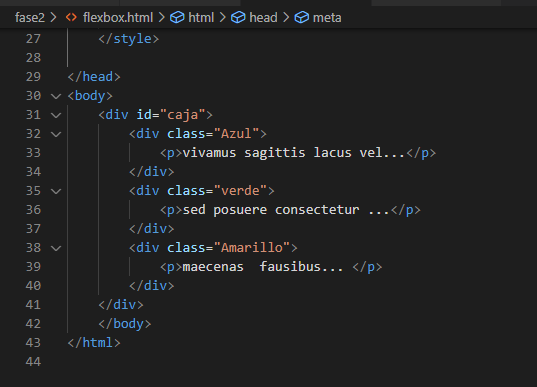 fase2 > <> flexbox.html > html > head > meta
27 </style>
28
29 </head>
30 <body>
31 <div id="caja">
32 <div class="Azul">
33 <p>vivamus sagittis lacus vel...</p>
34 </div>
35 <div class="verde">
36 <p>sed posuere consectetur ...</p>
37 </div>
38 <div class="Amarillo">
39 <p>maecenas  fausibus... </p>
40 </div>
41 </div>
42 </body>
43 </html>
44